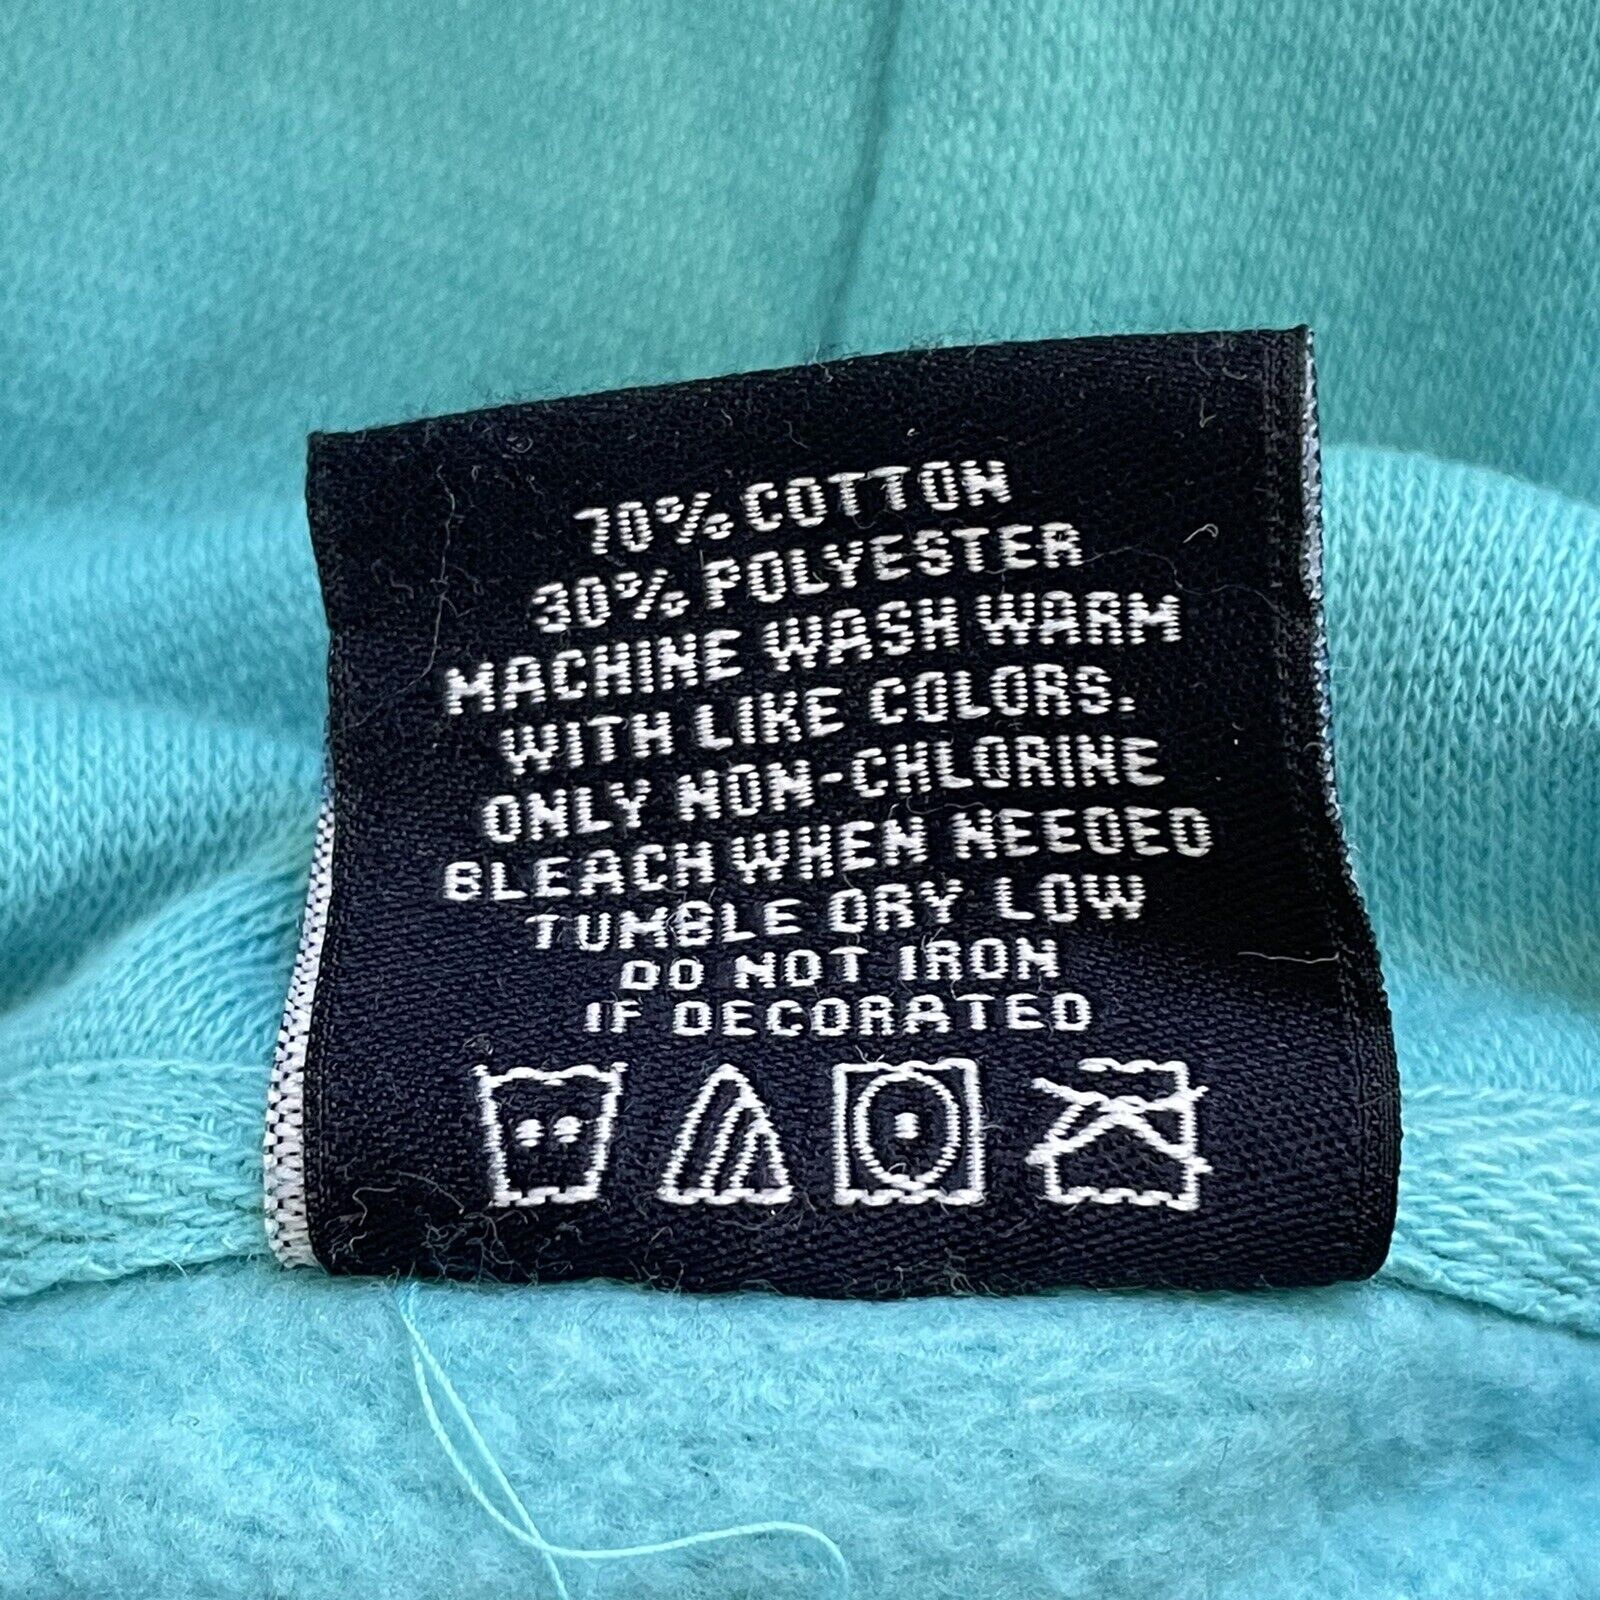 70% COTTON
30% POLYESTER
MACHINE WASH WARM
WITH LIKE COLORS.
ONLY NON-CHLORINE
BLEACH WHEN NEEDED
TUMBLE DRY LOW
DO NOT IRON
IF DECORATED